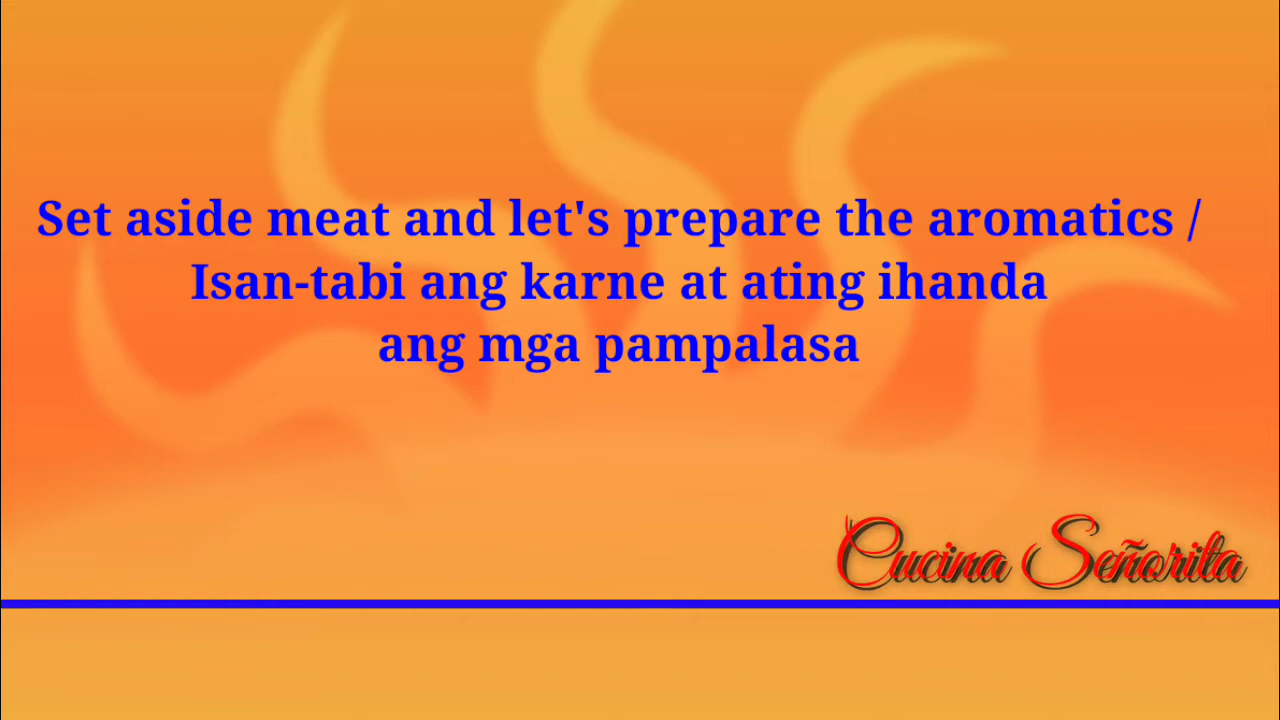 Set aside meat and let's prepare the aromatics /
Isan-tabi ang karne at ating ihanda
ang mga pampalasa
Cucina Señorita